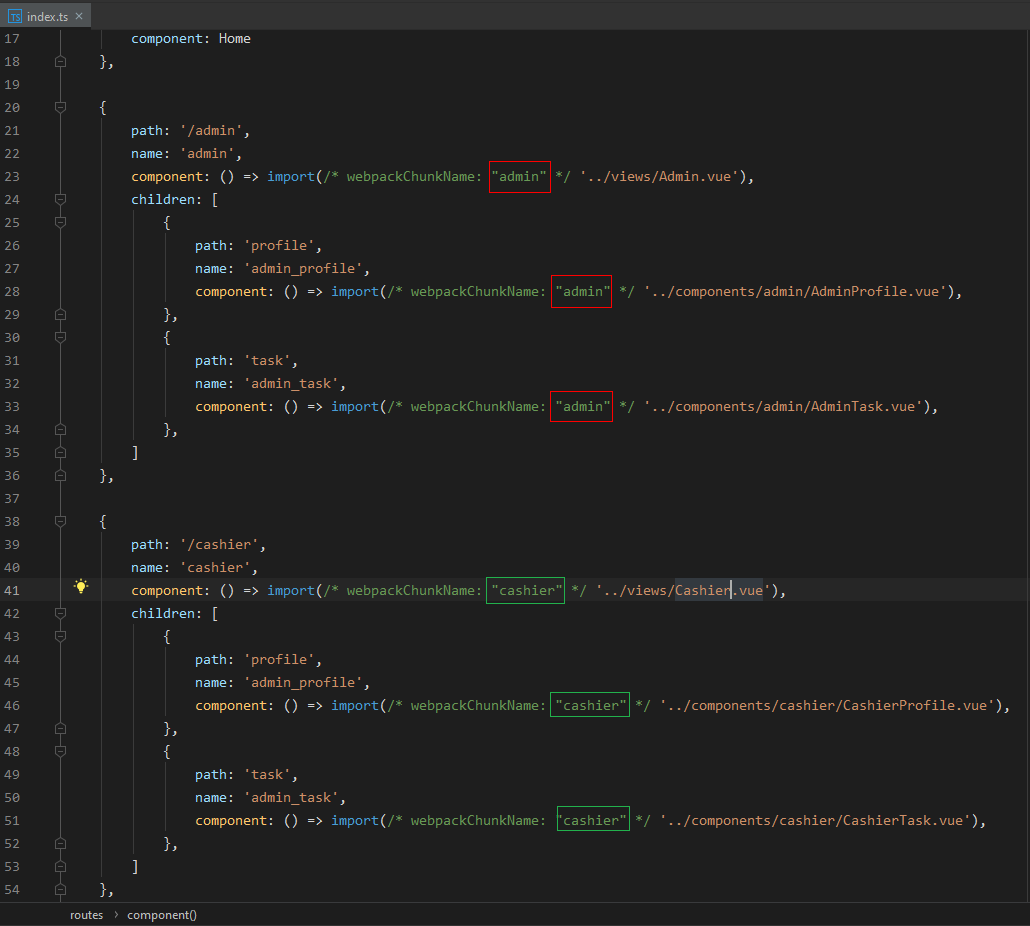 index.ts
17 component: Home
18 },
19
20 {
21 path: '/admin',
22 name: 'admin',
23 component: () => import(/* webpackChunkName: "admin" */ '../views/Admin.vue'),
24 children: [
25 {
26 path: 'profile',
27 name: 'admin_profile',
28 component: () => import(/* webpackChunkName: "admin" */ '../components/admin/AdminProfile.vue'),
29 },
30 {
31 path: 'task',
32 name: 'admin_task',
33 component: () => import(/* webpackChunkName: "admin" */ '../components/admin/AdminTask.vue'),
34 },
35 ]
36 },
37
38 {
39 path: '/cashier',
40 name: 'cashier',
41 component: () => import(/* webpackChunkName: "cashier" */ '../views/Cashier.vue'),
42 children: [
43 {
44 path: 'profile',
45 name: 'admin_profile',
46 component: () => import(/* webpackChunkName: "cashier" */ '../components/cashier/CashierProfile.vue'),
47 },
48 {
49 path: 'task',
50 name: 'admin_task',
51 component: () => import(/* webpackChunkName: "cashier" */ '../components/cashier/CashierTask.vue'),
52 },
53 ]
54 },
routes > component()